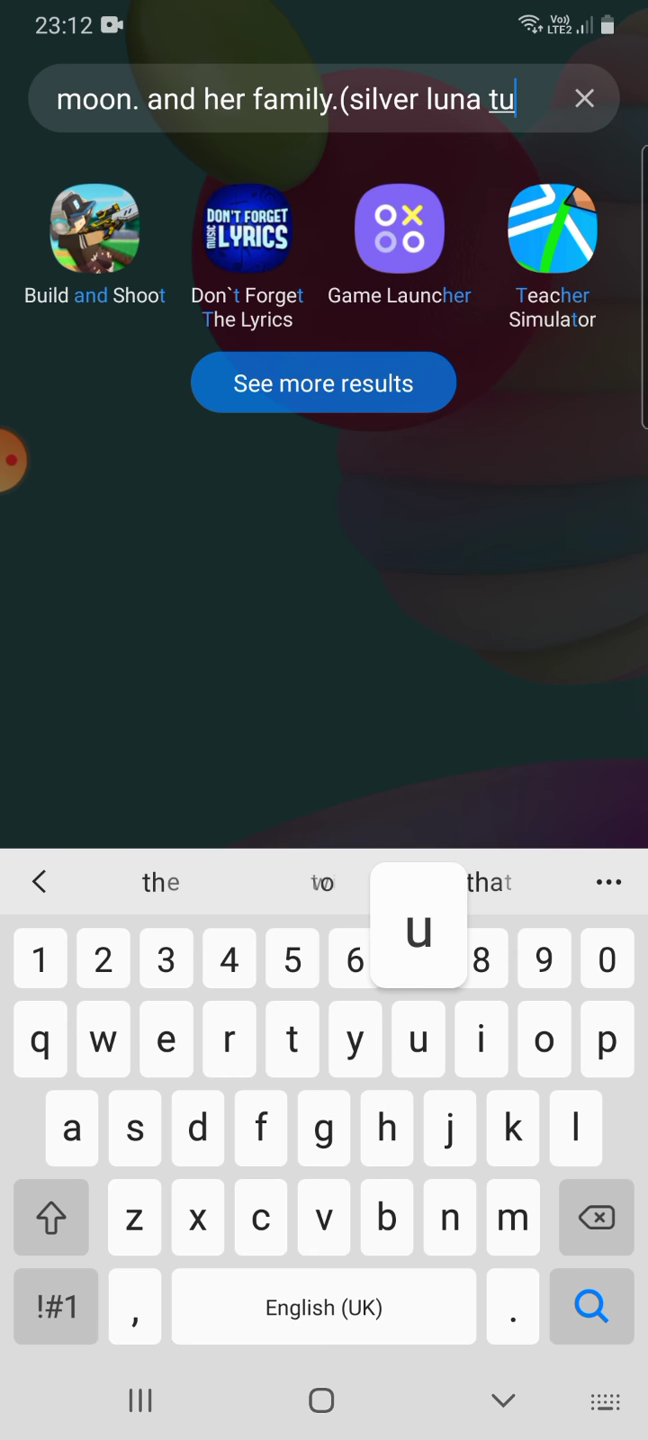 23:12 Vo)) LTE2
moon. and her family.(silver luna tu
DON'T FORGET
MUSIC LYRICS
Build and Shoot Don`t Forget The Lyrics Game Launcher Teacher Simulator
See more results
the to that
u
1 2 3 4 5 6 8 9 0
q w e r t y u i o p
a s d f g h j k l
z x c v b n m
!#1 , English (UK) .